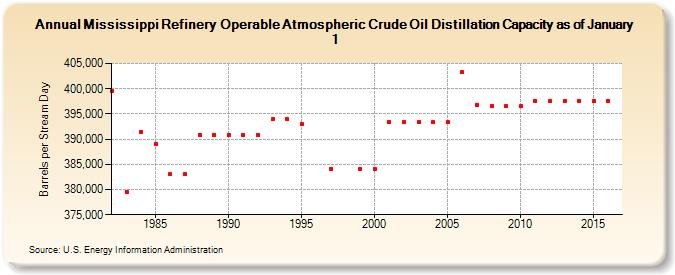 Annual Mississippi Refinery Operable Atmospheric Crude Oil Distillation Capacity as of January
1
Barrels per Stream Day
405,000
400,000
395,000
390,000
385,000
380,000
375,000
1985 1990 1995 2000 2005 2010 2015
Source: U.S. Energy Information Administration